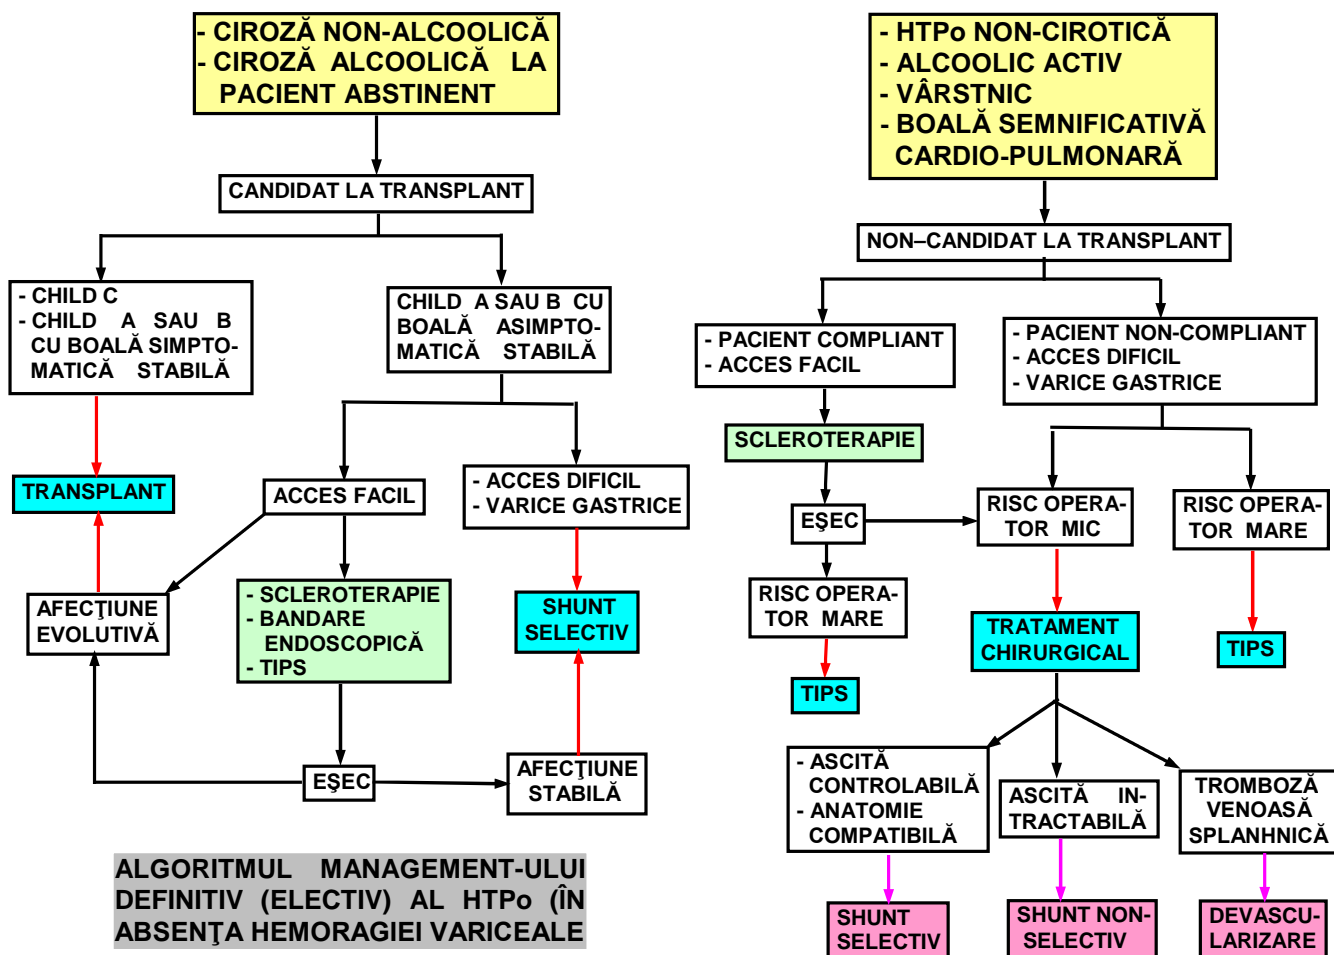 - CIROZĂ NON-ALCOOLICĂ
- CIROZĂ ALCOOLICĂ LA
PACIENT ABSTINENT
CANDIDAT LA TRANSPLANT
- CHILD C
- CHILD A SAU B
CU BOALĂ SIMPTO-
MATICĂ STABILĂ
CHILD A SAU B CU
BOALĂ ASIMPTO-
MATICĂ STABILĂ
TRANSPLANT
ACCES FACIL
- ACCES DIFICIL
- VARICE GASTRICE
AFECŢIUNE
EVOLUTIVĂ
- SCLEROTERAPIE
- BANDARE
ENDOSCOPICĂ
- TIPS
SHUNT
SELECTIV
EŞEC
AFECŢIUNE
STABILĂ
ALGORITMUL MANAGEMENT-ULUI
DEFINITIV (ELECTIV) AL HTPo (ÎN
ABSENŢA HEMORAGIEI VARICEALE
- HTPo NON-CIROTICĂ
- ALCOOLIC ACTIV
- VÂRSTNIC
- BOALĂ SEMNIFICATIVĂ
CARDIO-PULMONARĂ
NON–CANDIDAT LA TRANSPLANT
- PACIENT COMPLIANT
- ACCES FACIL
- PACIENT NON-COMPLIANT
- ACCES DIFICIL
- VARICE GASTRICE
SCLEROTERAPIE
EŞEC
RISC OPERA-
TOR MIC
RISC OPERA-
TOR MARE
RISC OPERA-
TOR MARE
TRATAMENT
CHIRURGICAL
TIPS
TIPS
- ASCITĂ
CONTROLABILĂ
- ANATOMIE
COMPATIBILĂ
ASCITĂ IN-
TRACTABILĂ
TROMBOZĂ
VENOASĂ
SPLANHNICĂ
SHUNT
SELECTIV
SHUNT NON-
SELECTIV
DEVASCU-
LARIZARE